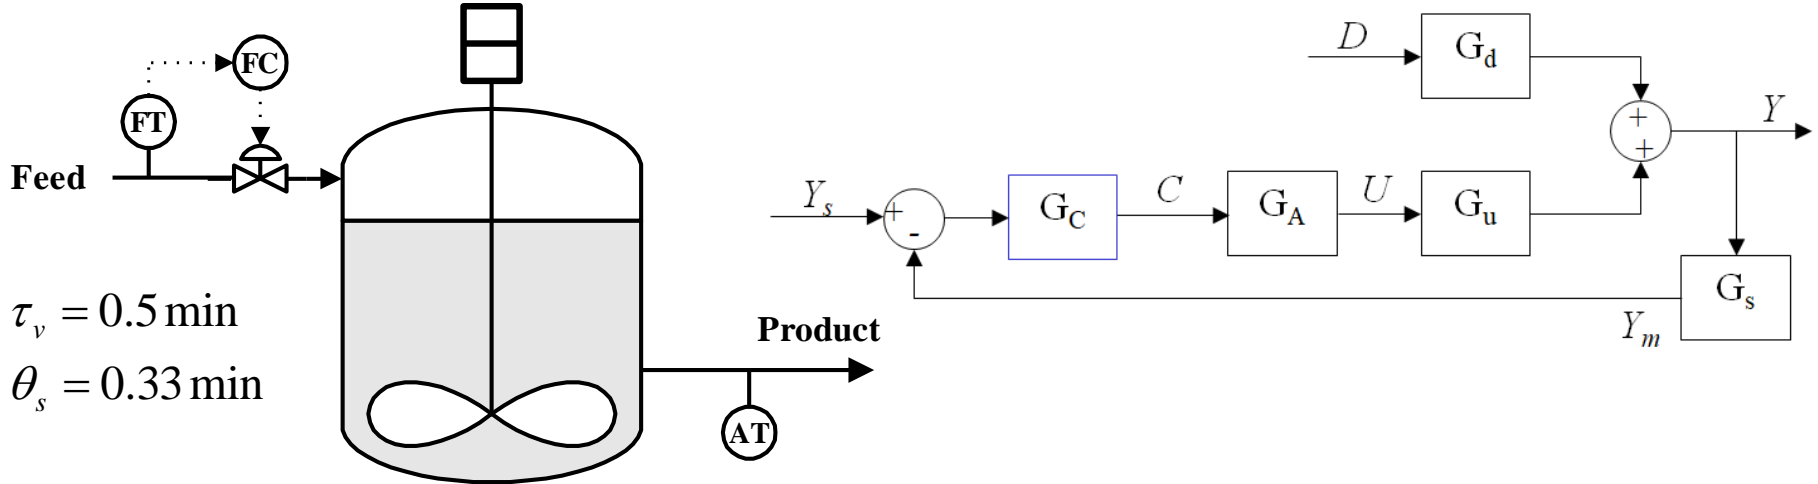 FC
FT
Feed
τ_v = 0.5 min
θ_s = 0.33 min
Product
AT
D
G_d
+
+
Y
Y_s
+
-
G_C
C
G_A
U
G_u
G_s
Y_m